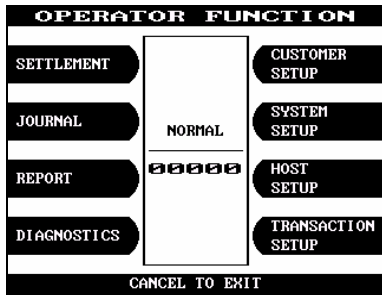 OPERATOR FUNCTION
SETTLEMENT
JOURNAL
REPORT
DIAGNOSTICS
NORMAL
00000
CUSTOMER
SETUP
SYSTEM
SETUP
HOST
SETUP
TRANSACTION
SETUP
CANCEL TO EXIT